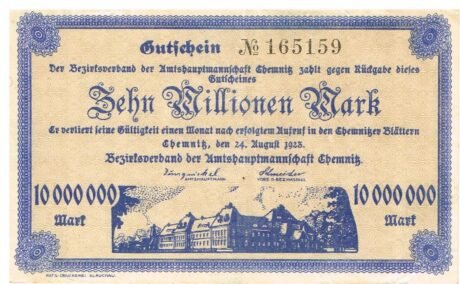 Gutschein № 165159
Der Bezirksverband der Amtshauptmannschaft Chemnitz zahlt gegen Rückgabe dieses
Gutscheines
Zehn Millionen Mark
Er verliert seine Gültigkeit einen Monat nach erfolgtem Aufruf in den Chemnitzer Blättern
Chemnitz, den 24. August 1923.
Bezirksverband der Amtshauptmannschaft Chemnitz.
AMTSHAUPTMANN
10 000 000
Mark
10 000 000
Mark